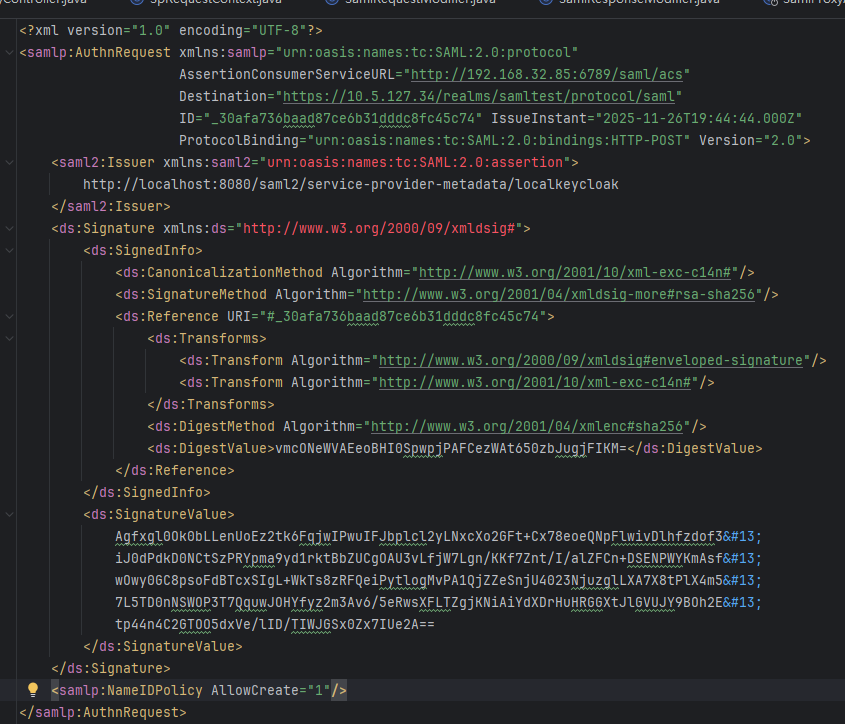 yController.java SpRequestContext.java SamlRequestModifier.java SamlResponseModifier.java
<?xml version="1.0" encoding="UTF-8"?>
<samlp:AuthnRequest xmlns:samlp="urn:oasis:names:tc:SAML:2.0:protocol"
AssertionConsumerServiceURL="http://192.168.32.85:6789/saml/acs"
Destination="https://10.5.127.34/realms/samltest/protocol/saml"
ID="_30afa736baad87ce6b31dddc8fc45c74" IssueInstant="2025-11-26T19:44:44.000Z"
ProtocolBinding="urn:oasis:names:tc:SAML:2.0:bindings:HTTP-POST" Version="2.0">
<saml2:Issuer xmlns:saml2="urn:oasis:names:tc:SAML:2.0:assertion">
http://localhost:8080/saml2/service-provider-metadata/localkeycloak
</saml2:Issuer>
<ds:Signature xmlns:ds="http://www.w3.org/2000/09/xmldsig#">
<ds:SignedInfo>
<ds:CanonicalizationMethod Algorithm="http://www.w3.org/2001/10/xml-exc-c14n#"/>
<ds:SignatureMethod Algorithm="http://www.w3.org/2001/04/xmldsig-more#rsa-sha256"/>
<ds:Reference URI="#_30afa736baad87ce6b31dddc8fc45c74">
<ds:Transforms>
<ds:Transform Algorithm="http://www.w3.org/2000/09/xmldsig#enveloped-signature"/>
<ds:Transform Algorithm="http://www.w3.org/2001/10/xml-exc-c14n#"/>
</ds:Transforms>
<ds:DigestMethod Algorithm="http://www.w3.org/2001/04/xmlenc#sha256"/>
<ds:DigestValue>vmcONeWVAEeoBHI0SpwpjPAFCezWAt650zbJugjFIKM=</ds:DigestValue>
</ds:Reference>
</ds:SignedInfo>
<ds:SignatureValue>
AgfxglOOk0bLLenUoEz2tk6FqjwIPwuIFJbplcl2yLNxcXo2GFt+Cx78eoeQNpFlwivDlhfzdof3&#13;
iJ0dPdkD0NCtSzPRYpma9yd1rktBbZUCgOAU3vLfjW7Lgn/KKf7Znt/I/alZFCn+DSENPWYKmAsf&#13;
wOwy0GC8psoFdBTcxSIgL+WkTs8zRFQeiPytloqMvPA1QjZZeSnjU4023NjuzglLXA7X8tPlX4m5&#13;
7L5TD0nNSWOP3T7QquwJOHYfyz2m3Av6/5eRwsXFLTZgjKNiAiYdXDrHuHRGGXtJlGVUJY9BOh2E&#13;
tp44n4C2GTOO5dxVe/lID/TIWJGSx0Zx7IUe2A==
</ds:SignatureValue>
</ds:Signature>
<samlp:NameIDPolicy AllowCreate="1"/>
</samlp:AuthnRequest>